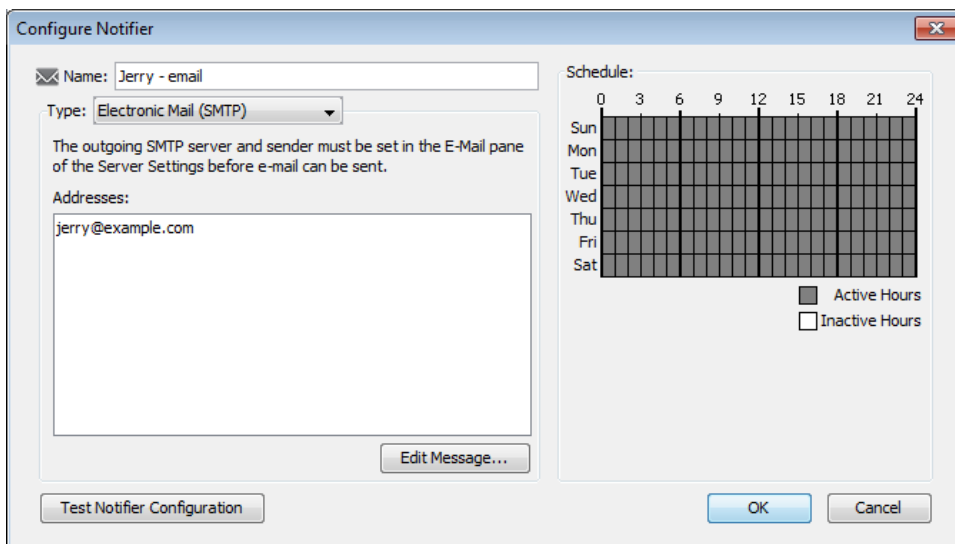 Configure Notifier
Name: Jerry - email
Type: Electronic Mail (SMTP)
The outgoing SMTP server and sender must be set in the E-Mail pane
of the Server Settings before e-mail can be sent.
Addresses:
jerry@example.com
Edit Message...
Test Notifier Configuration
Schedule:
0 3 6 9 12 15 18 21 24
Sun
Mon
Tue
Wed
Thu
Fri
Sat
Active Hours
Inactive Hours
OK
Cancel